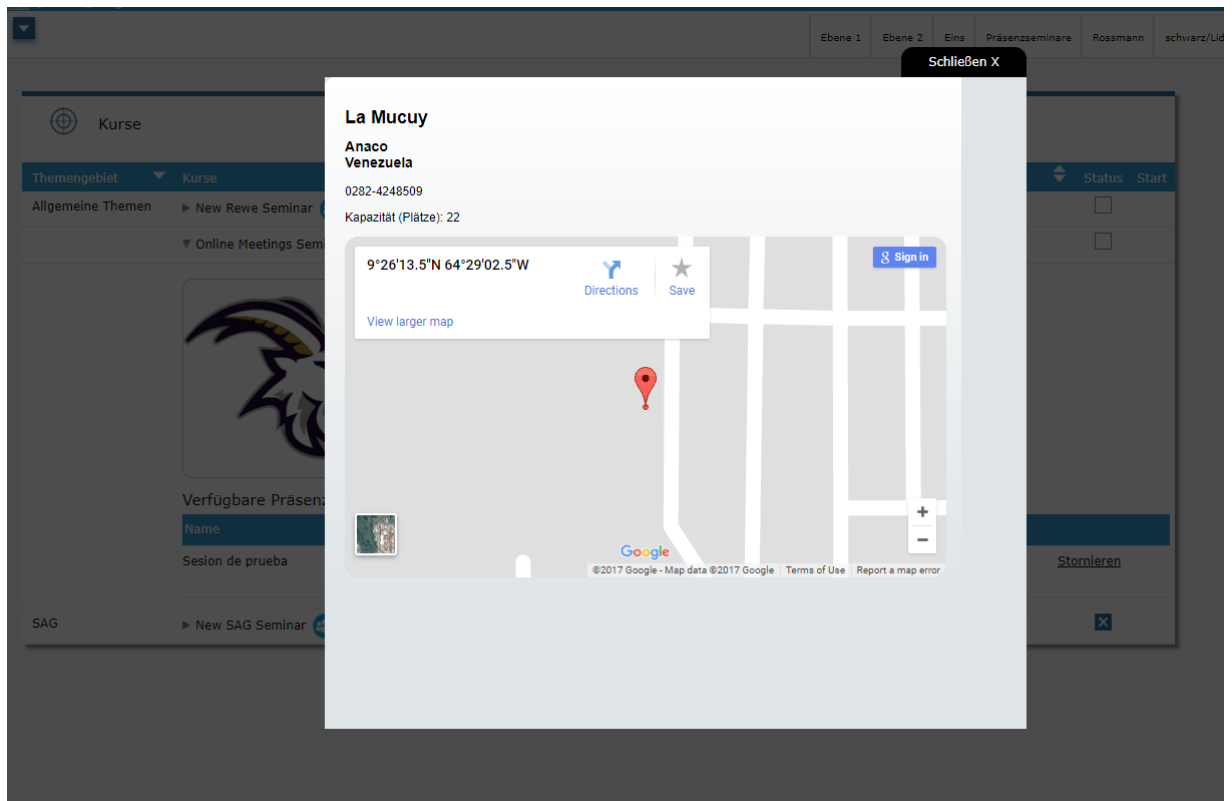 Ebene 1 Ebene 2 Eins Präsenzseminare Rossmann schwarz/Lid
Schließen X
Kurse
Themengebiet Kurse Status Start
Allgemeine Themen New Rewe Seminar
Online Meetings Semi
Verfügbare Präsenz
Name
Sesion de prueba Stornieren
SAG New SAG Seminar
La Mucuy
Anaco
Venezuela
0282-4248509
Kapazität (Plätze): 22
9°26'13.5"N 64°29'02.5"W
Directions Save
View larger map
8 Sign in
+
−
Google
©2017 Google - Map data ©2017 Google Terms of Use Report a map error